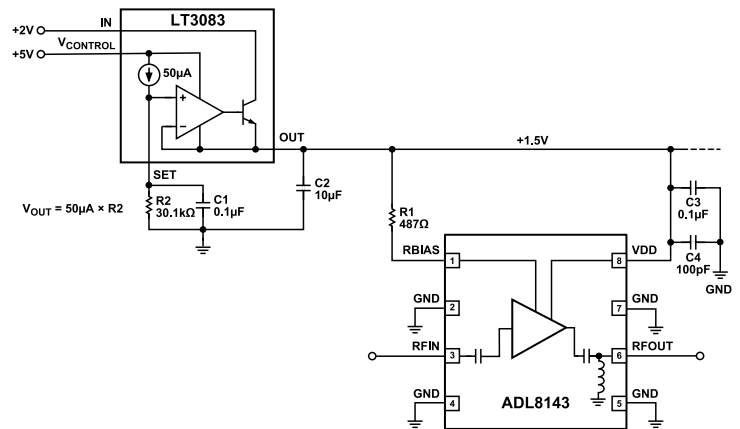 IN
LT3083
+2V
VCONTROL
+5V
50µA
+
−
OUT
+1.5V
SET
VOUT = 50µA × R2
R2
30.1kΩ
C1
0.1µF
C2
10µF
R1
487Ω
C3
0.1µF
C4
100pF
GND
RBIAS
1
8
VDD
GND
2
7
GND
RFIN
3
6
RFOUT
GND
4
5
GND
ADL8143